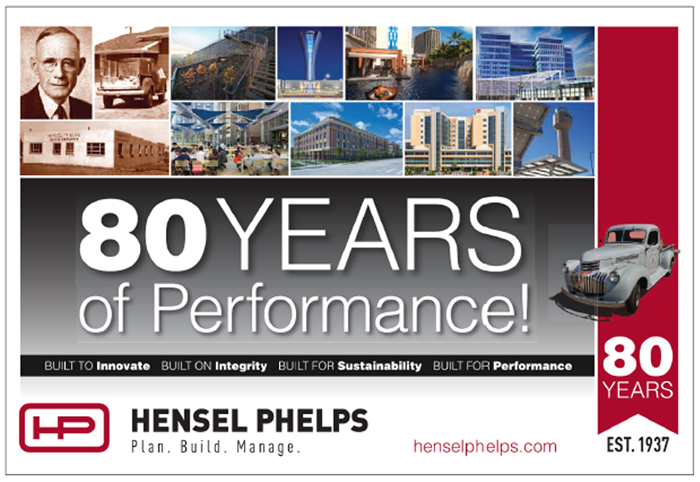 80 YEARS
of Performance!
BUILT TO Innovate BUILT ON Integrity BUILT FOR Sustainability BUILT FOR Performance
80
YEARS
HP
HENSEL PHELPS
Plan. Build. Manage.
henselphelps.com
EST. 1937